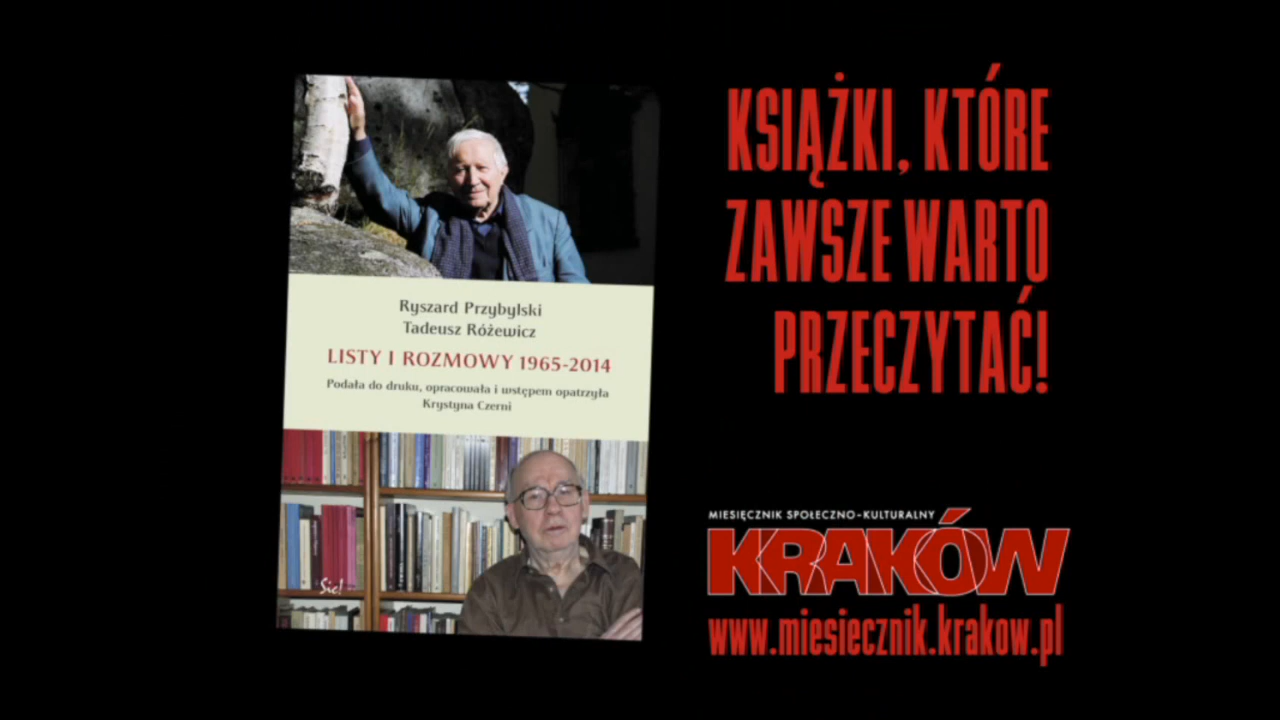 Ryszard Przybylski
Tadeusz Różewicz
LISTY I ROZMOWY 1965-2014
Podała do druku, opracowała i wstępem opatrzyła
Krystyna Czerni
Sic!
KSIĄŻKI, KTÓRE
ZAWSZE WARTO
PRZECZYTAĆ!
MIESIĘCZNIK SPOŁECZNO-KULTURALNY
KRAKÓW
www.miesiecznik.krakow.pl